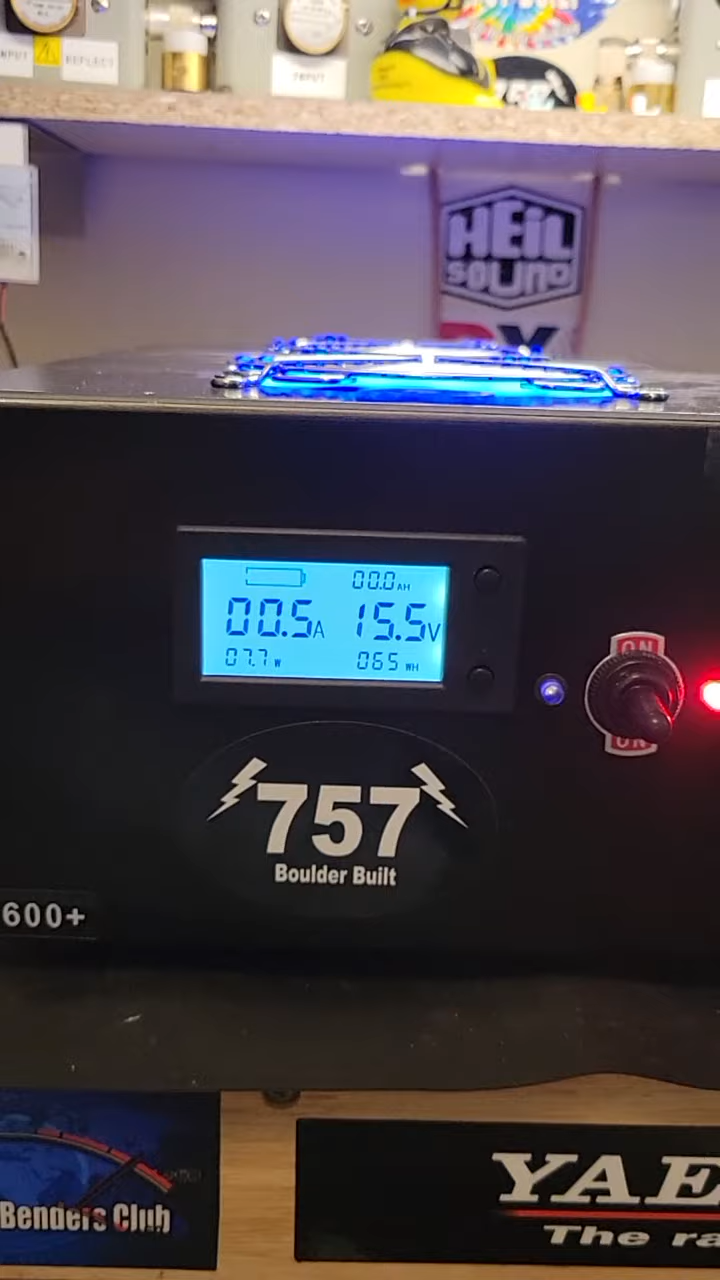 INPUT
REFLECT
INPUT
HEiL
SOUND
00.0AH
00.5A
15.5V
07.7W
065WH
ON
ON
757
Boulder Built
600+
Benders Club
YAE
The ra